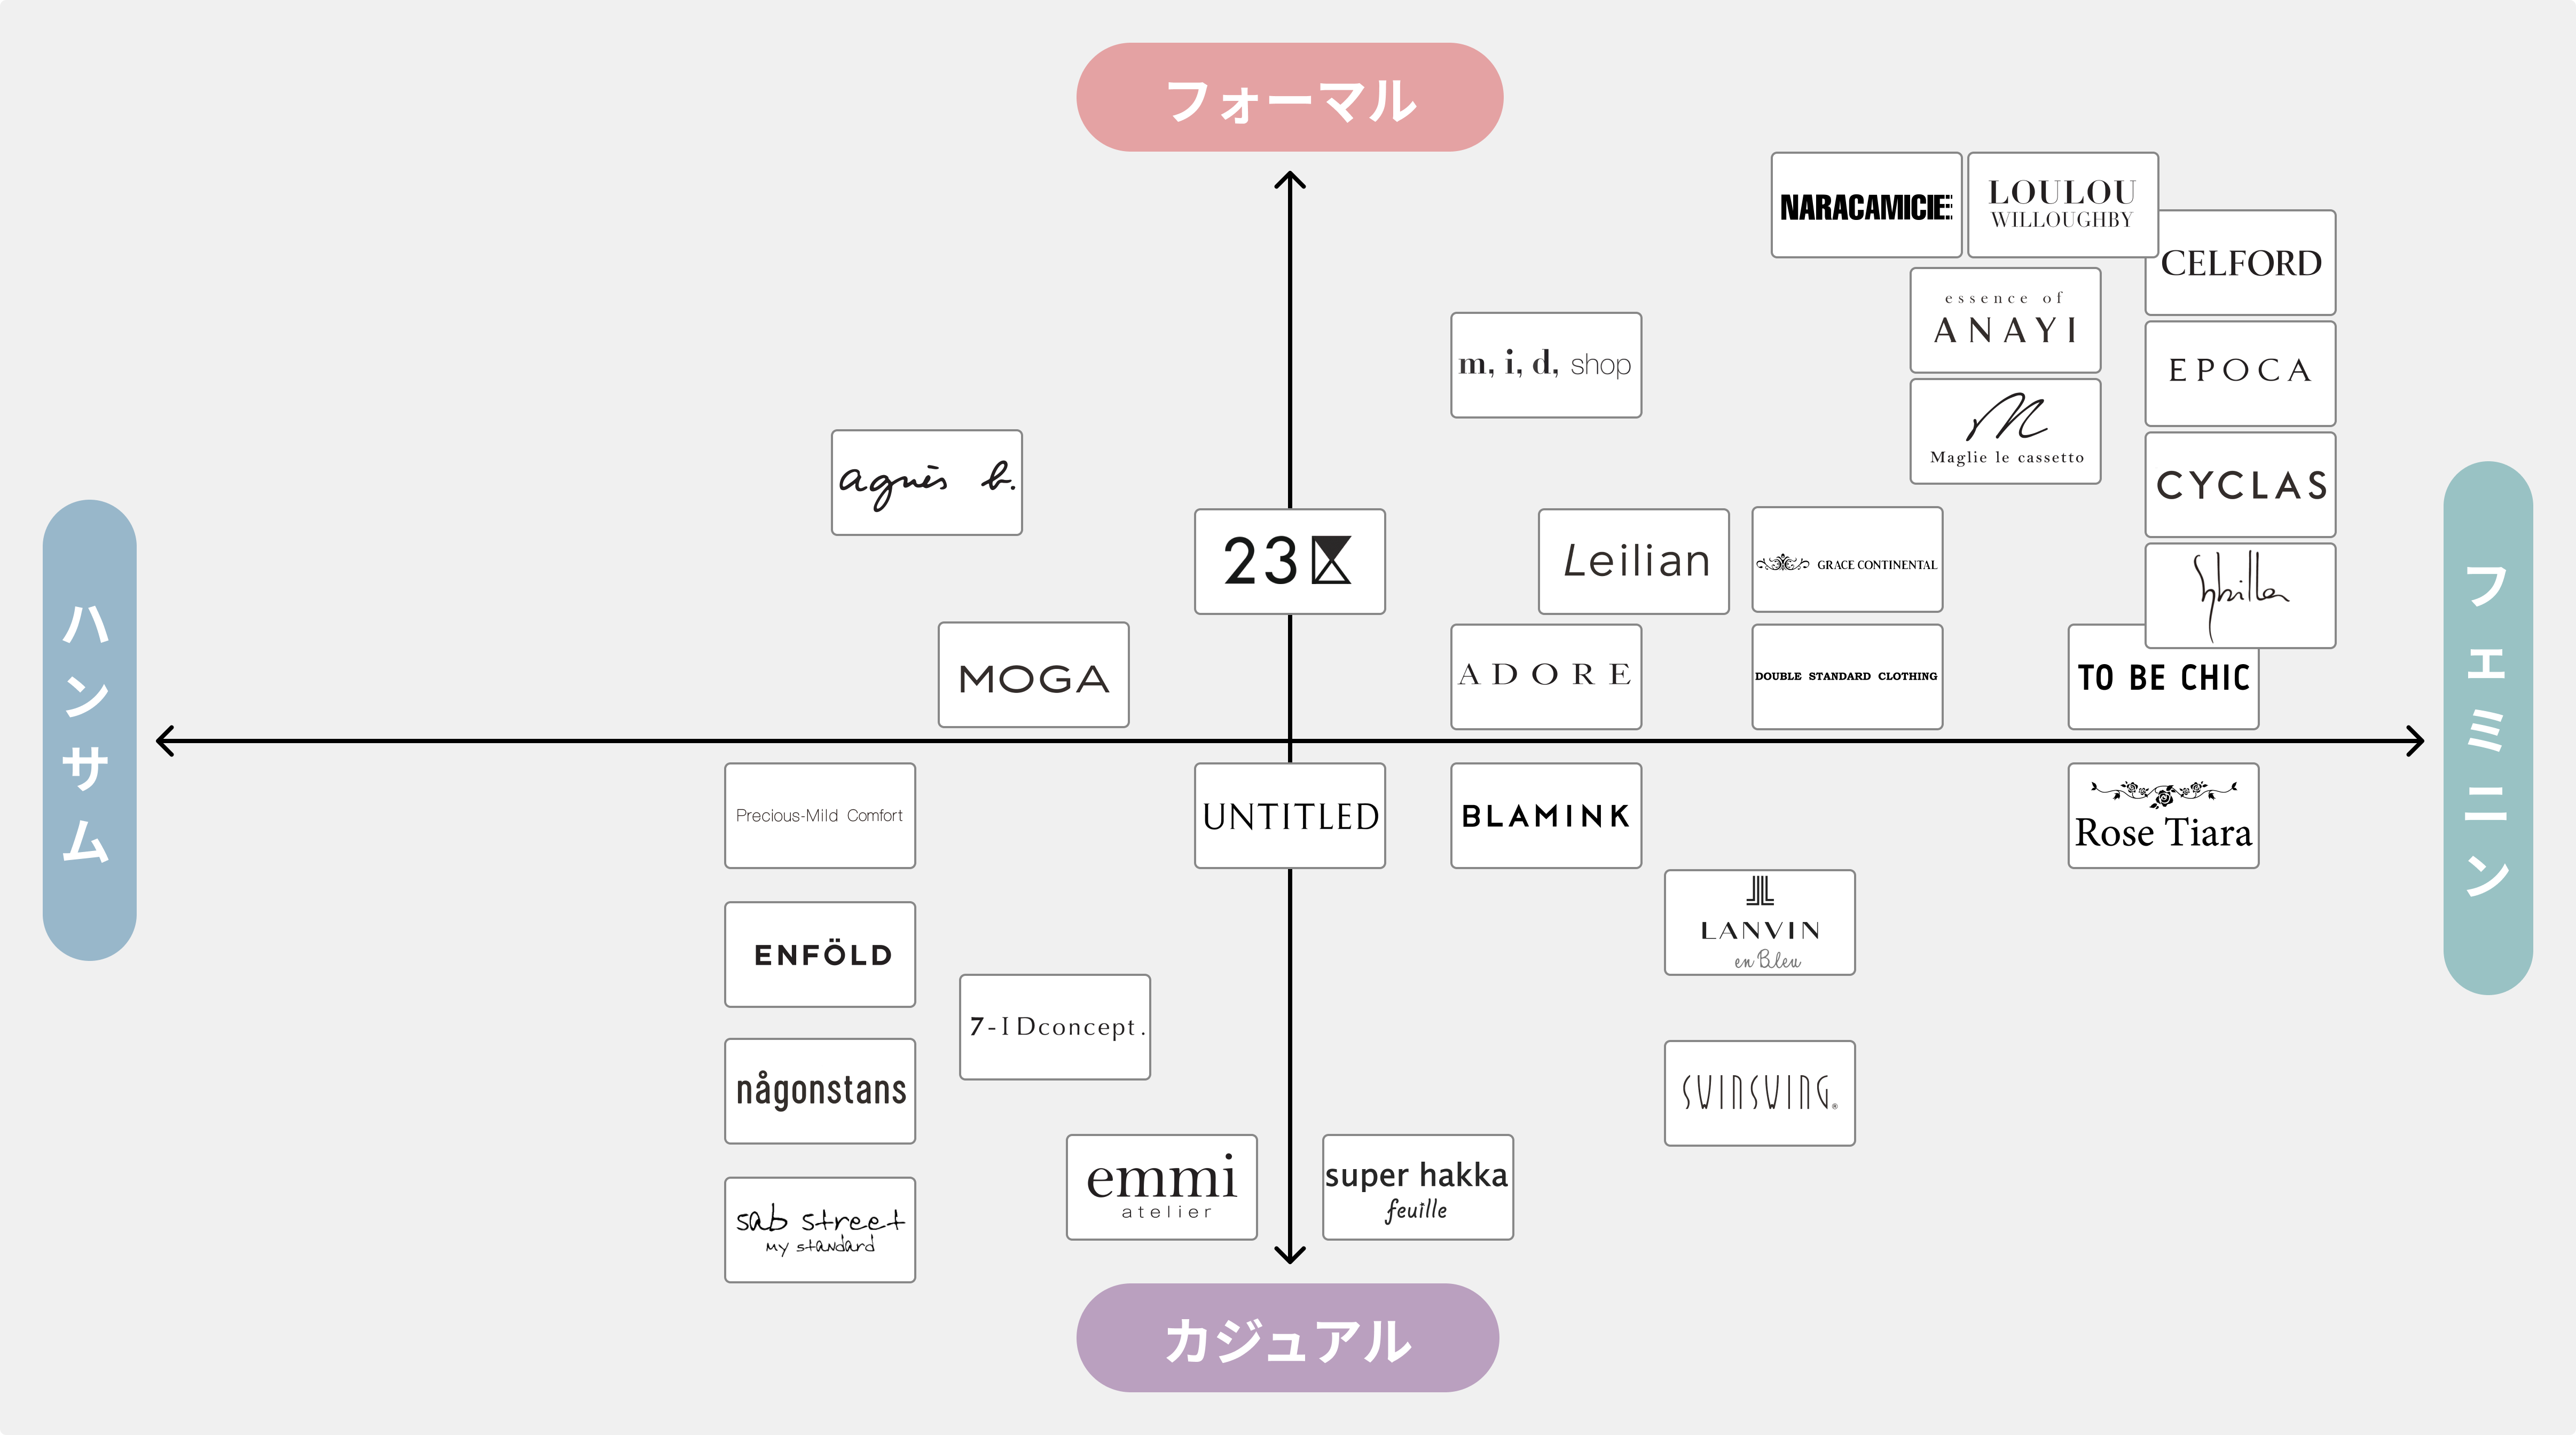 フォーマル
NARACAMICIE
LOULOU
WILLOUGHBY
CELFORD
essence of
ANAYI
m, i, d, shop
EPOCA
Maglie le cassetto
agnès b.
CYCLAS
23区
Leilian
GRACE CONTINENTAL
Sybilla
ハンサム
フェミニン
MOGA
ADORE
DOUBLE STANDARD CLOTHING
TO BE CHIC
Precious-Mild Comfort
UNTITLED
BLAMINK
Rose Tiara
LANVIN
en Bleu
ENFÖLD
7-IDconcept.
någonstans
SWINSWING®
emmi
atelier
super hakka
feuille
sab street
my standard
カジュアル